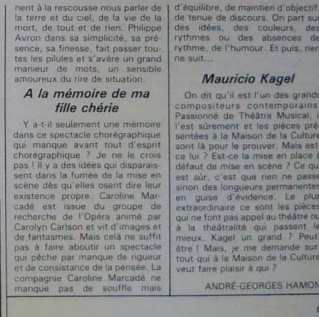 nent à la rescousse nous parler de
la terre et du ciel, de la vie de la
mort, de tout et rien. Philippe
Avron dans sa simplicité, sa pré-
sence, sa finesse, fait passer tou-
tes les pilules et s'avère un grand
manieur de mots, un sensible
amoureux du rire de situation.
A la mémoire de ma
fille chérie
Y a-t-il seulement une mémoire
dans ce spectacle chorégraphique
qui manque avant tout d'esprit
chorégraphique ? Je ne le crois
pas ! Il y a des idées qui disparais-
sent dans la fumée de la mise en
scène dès qu'elles osent dire leur
existence propre. Caroline Mar-
cadé est issue du groupe de
recherche de l'Opéra animé par
Carolyn Carlson et vit d'images et
de fantasmes. Mais celà ne suffit
pas à faire aboutir un spectacle
qui pêche par manque de rigueur
et de consistance de la pensée. La
compagnie Caroline Marcadé ne
manque pas de souffle mais
d'équilibre, de maintien d'objectif,
de tenue de discours. On part sur
des idées, des couleurs, des
rythmes ou des absences de
rythme, de l'humour. Et puis, rien
ne suit...
Mauricio Kagel
On dit qu'il est l'un des grands
compositeurs contemporains.
Passionné de Théâtre Musical, il
l'est sûrement et les pièces pré-
sentées à la Maison de la Culture
sont là pour le prouver. Mais est-
ce lui ? Est-ce la mise en place
défaut de mise en scène ? Ce qui
est sûr, c'est que rien ne passe
sinon des longueurs permanentes
en guise d'évidence. Le plus
extraordinaire ce sont les pièces
qui ne font pas appel au théâtre ou
à la théâtralité qui passent le
mieux. Kagel un grand ? Peut-
être ! Mais, je me demande sur-
tout qui à la Maison de la Culture
veut faire plaisir à qui ?
ANDRÉ-GEORGES HAMON